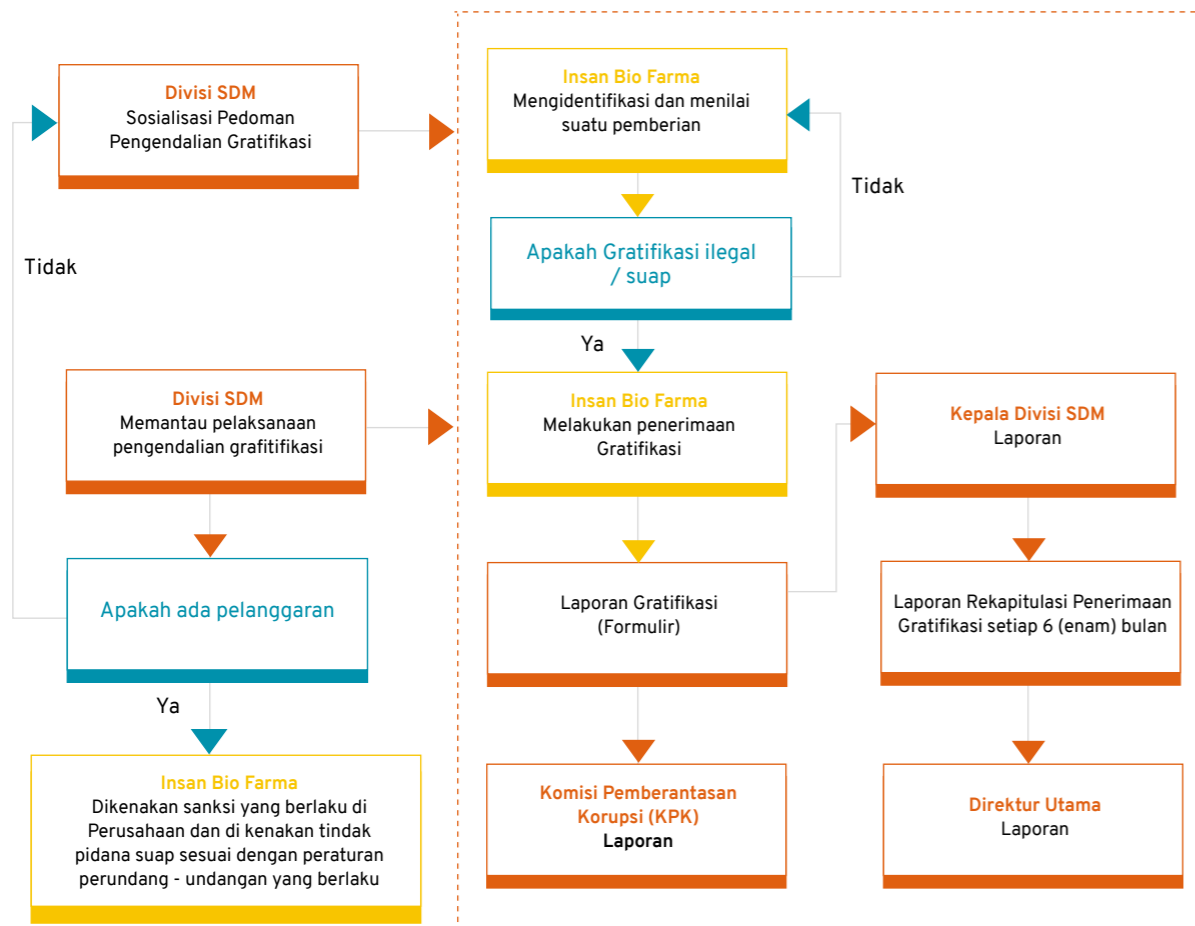 Divisi SDM
Sosialisasi Pedoman
Pengendalian Gratifikasi
Insan Bio Farma
Mengidentifikasi dan menilai
suatu pemberian
Tidak
Apakah Gratifikasi ilegal
/ suap
Tidak
Ya
Divisi SDM
Memantau pelaksanaan
pengendalian grafitifikasi
Insan Bio Farma
Melakukan penerimaan
Gratifikasi
Kepala Divisi SDM
Laporan
Apakah ada pelanggaran
Laporan Gratifikasi
(Formulir)
Laporan Rekapitulasi Penerimaan
Gratifikasi setiap 6 (enam) bulan
Ya
Insan Bio Farma
Dikenakan sanksi yang berlaku di
Perusahaan dan di kenakan tindak
pidana suap sesuai dengan peraturan
perundang - undangan yang berlaku
Komisi Pemberantasan
Korupsi (KPK)
Laporan
Direktur Utama
Laporan